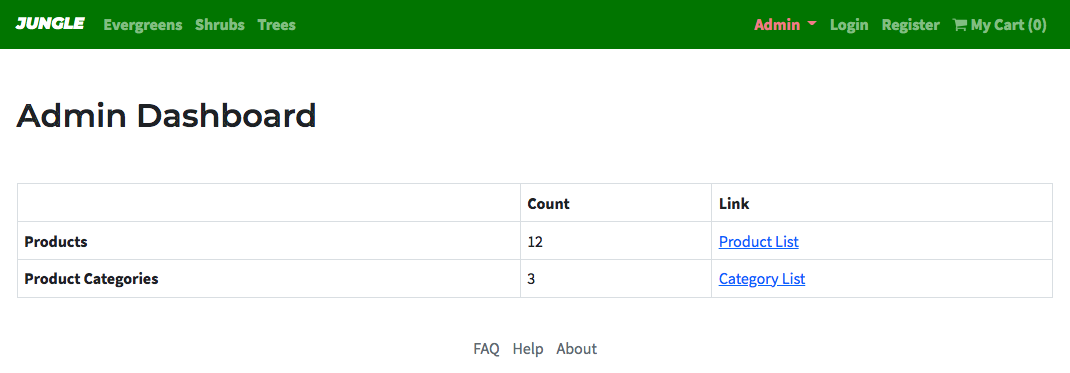 JUNGLE Evergreens Shrubs Trees Admin Login Register My Cart (0)
Admin Dashboard
Count Link
Products 12 Product List
Product Categories 3 Category List
FAQ Help About